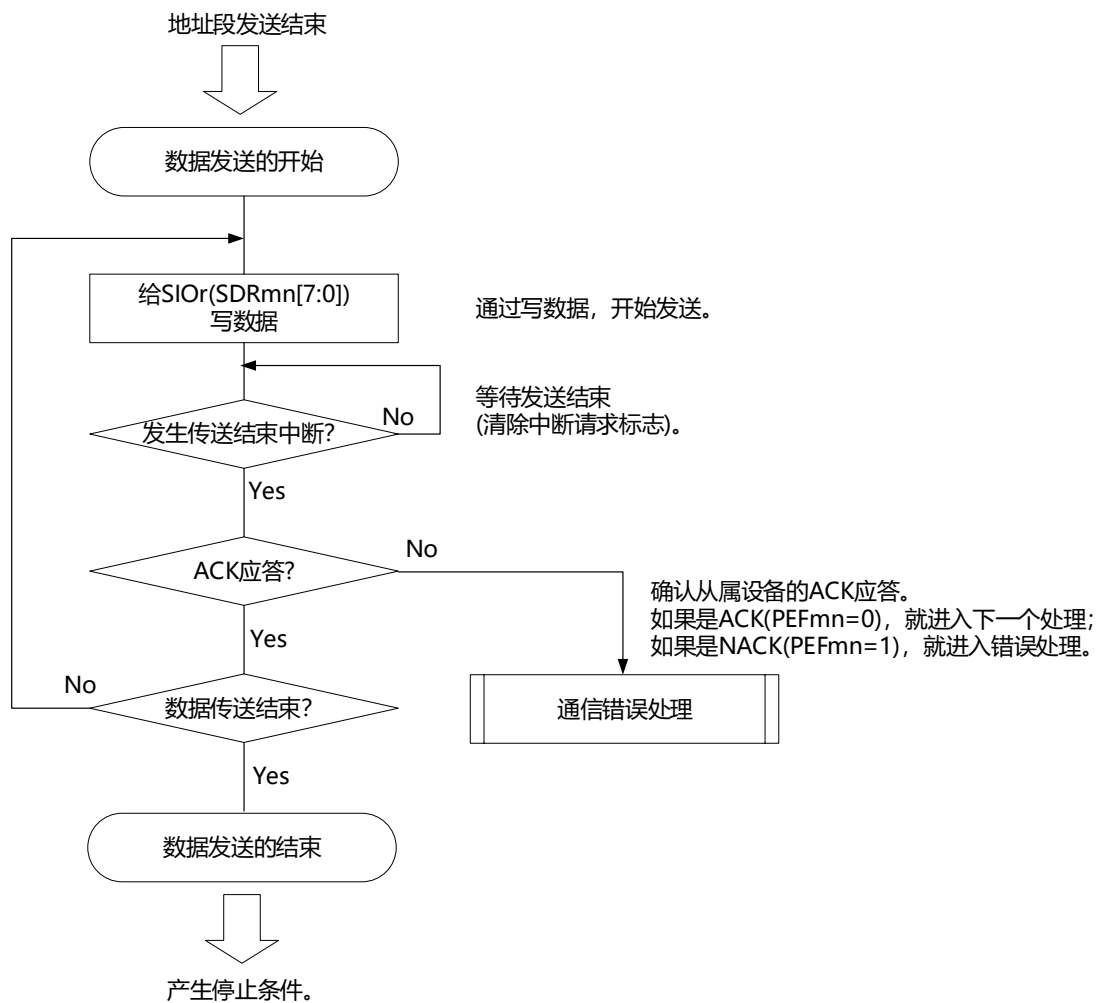 地址段发送结束
数据发送的开始
给SIOr(SDRmn[7:0])
写数据
通过写数据，开始发送。
等待发送结束
(清除中断请求标志)。
No
发生传送结束中断?
Yes
No
ACK应答?
确认从属设备的ACK应答。
如果是ACK(PEFmn=0)，就进入下一个处理;
如果是NACK(PEFmn=1)，就进入错误处理。
Yes
No
数据传送结束?
通信错误处理
Yes
数据发送的结束
产生停止条件。